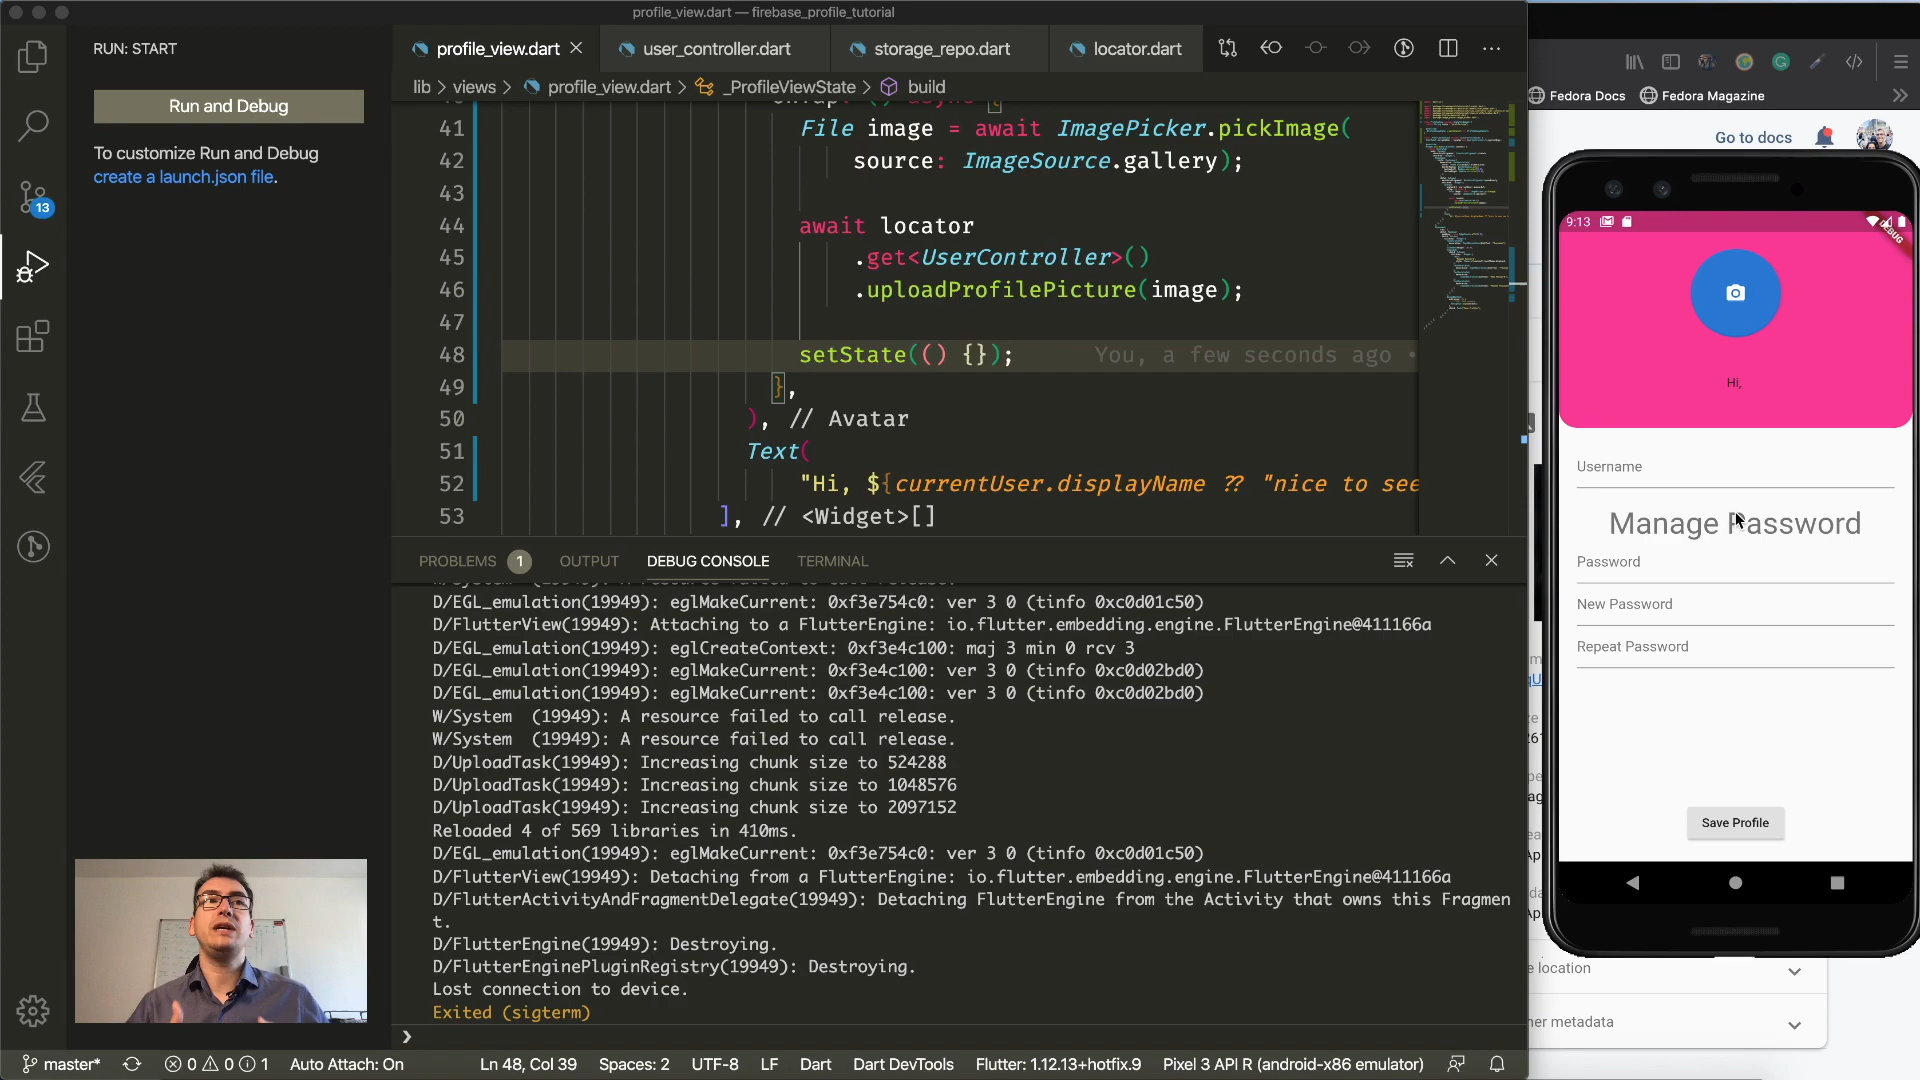 profile_view.dart — firebase_profile_tutorial
RUN: START
profile_view.dart
user_controller.dart
storage_repo.dart
locator.dart
Run and Debug
To customize Run and Debug
create a launch.json file.
13
lib > views > profile_view.dart > _ProfileViewState > build
41 File image = await ImagePicker.pickImage(
42 source: ImageSource.gallery);
43
44 await locator
45 .get<UserController>()
46 .uploadProfilePicture(image);
47
48 setState(() {}); You, a few seconds ago •
49 },
50 ), // Avatar
51 Text(
52 "Hi, ${currentUser.displayName ?? "nice to see
53 ], // <Widget>[]
PROBLEMS 1 OUTPUT DEBUG CONSOLE TERMINAL
D/EGL_emulation(19949): eglMakeCurrent: 0xf3e754c0: ver 3 0 (tinfo 0xc0d01c50)
D/FlutterView(19949): Attaching to a FlutterEngine: io.flutter.embedding.engine.FlutterEngine@411166a
D/EGL_emulation(19949): eglCreateContext: 0xf3e4c100: maj 3 min 0 rcv 3
D/EGL_emulation(19949): eglMakeCurrent: 0xf3e4c100: ver 3 0 (tinfo 0xc0d02bd0)
D/EGL_emulation(19949): eglMakeCurrent: 0xf3e4c100: ver 3 0 (tinfo 0xc0d02bd0)
W/System (19949): A resource failed to call release.
W/System (19949): A resource failed to call release.
D/UploadTask(19949): Increasing chunk size to 524288
D/UploadTask(19949): Increasing chunk size to 1048576
D/UploadTask(19949): Increasing chunk size to 2097152
Reloaded 4 of 569 libraries in 410ms.
D/EGL_emulation(19949): eglMakeCurrent: 0xf3e754c0: ver 3 0 (tinfo 0xc0d01c50)
D/FlutterView(19949): Detaching from a FlutterEngine: io.flutter.embedding.engine.FlutterEngine@411166a
D/FlutterActivityAndFragmentDelegate(19949): Detaching FlutterEngine from the Activity that owns this Fragmen
t.
D/FlutterEngine(19949): Destroying.
D/FlutterEnginePluginRegistry(19949): Destroying.
Lost connection to device.
Exited (sigterm)
master* 0 0 1 Auto Attach: On Ln 48, Col 39 Spaces: 2 UTF-8 LF Dart Dart DevTools Flutter: 1.12.13+hotfix.9 Pixel 3 API R (android-x86 emulator)
Fedora Docs Fedora Magazine
Go to docs
9:13
DEBUG
Hi,
Username
Manage Password
Password
New Password
Repeat Password
Save Profile
e location
her metadata